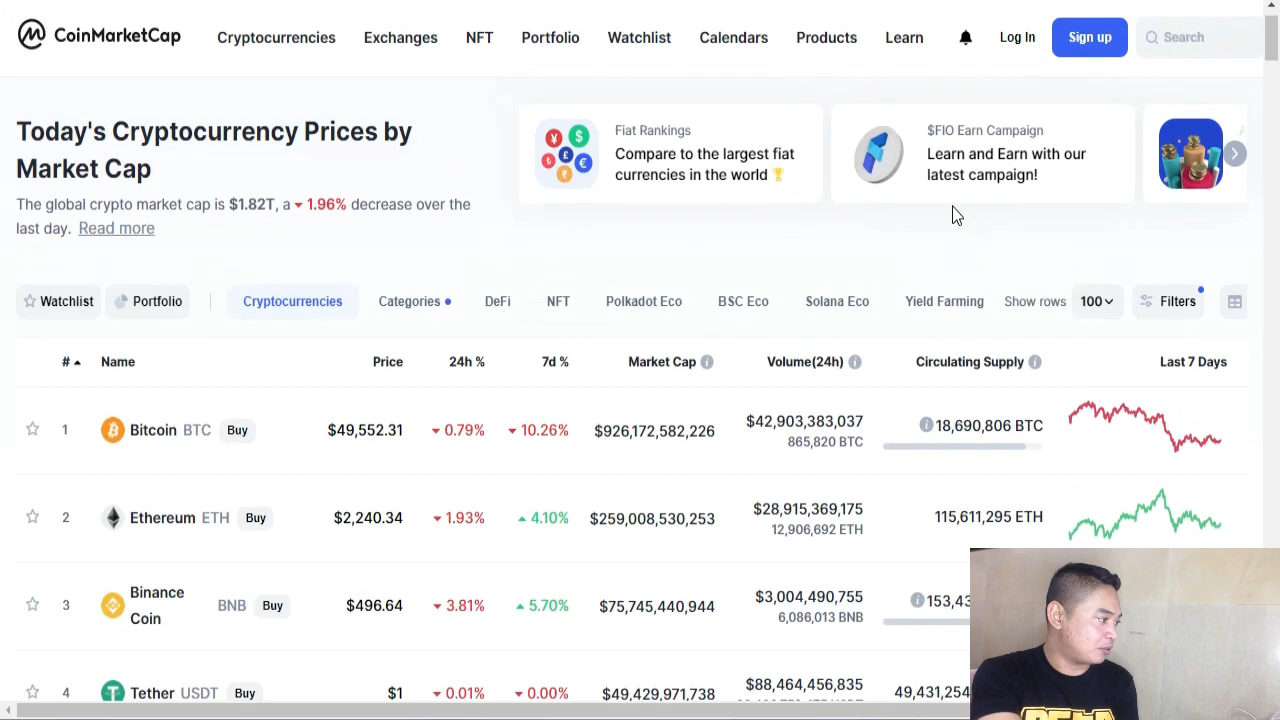 CoinMarketCap
Cryptocurrencies Exchanges NFT Portfolio Watchlist Calendars Products Learn Log In Sign up Search
Today's Cryptocurrency Prices by
Market Cap
The global crypto market cap is $1.82T, a 1.96% decrease over the
last day. Read more
Fiat Rankings
Compare to the largest fiat
currencies in the world 🏆
$FIO Earn Campaign
Learn and Earn with our
latest campaign!
Watchlist Portfolio Cryptocurrencies Categories DeFi NFT Polkadot Eco BSC Eco Solana Eco Yield Farming Show rows 100 Filters
# Name Price 24h % 7d % Market Cap Volume(24h) Circulating Supply Last 7 Days
1 Bitcoin BTC Buy $49,552.31 0.79% 10.26% $926,172,582,226 $42,903,383,037 18,690,806 BTC
865,820 BTC
2 Ethereum ETH Buy $2,240.34 1.93% 4.10% $259,008,530,253 $28,915,369,175 115,611,295 ETH
12,906,692 ETH
3 Binance Coin BNB Buy $496.64 3.81% 5.70% $75,745,440,944 $3,004,490,755 153,43
6,086,013 BNB
4 Tether USDT Buy $1 0.01% 0.00% $49,429,971,738 $88,464,456,835 49,431,254